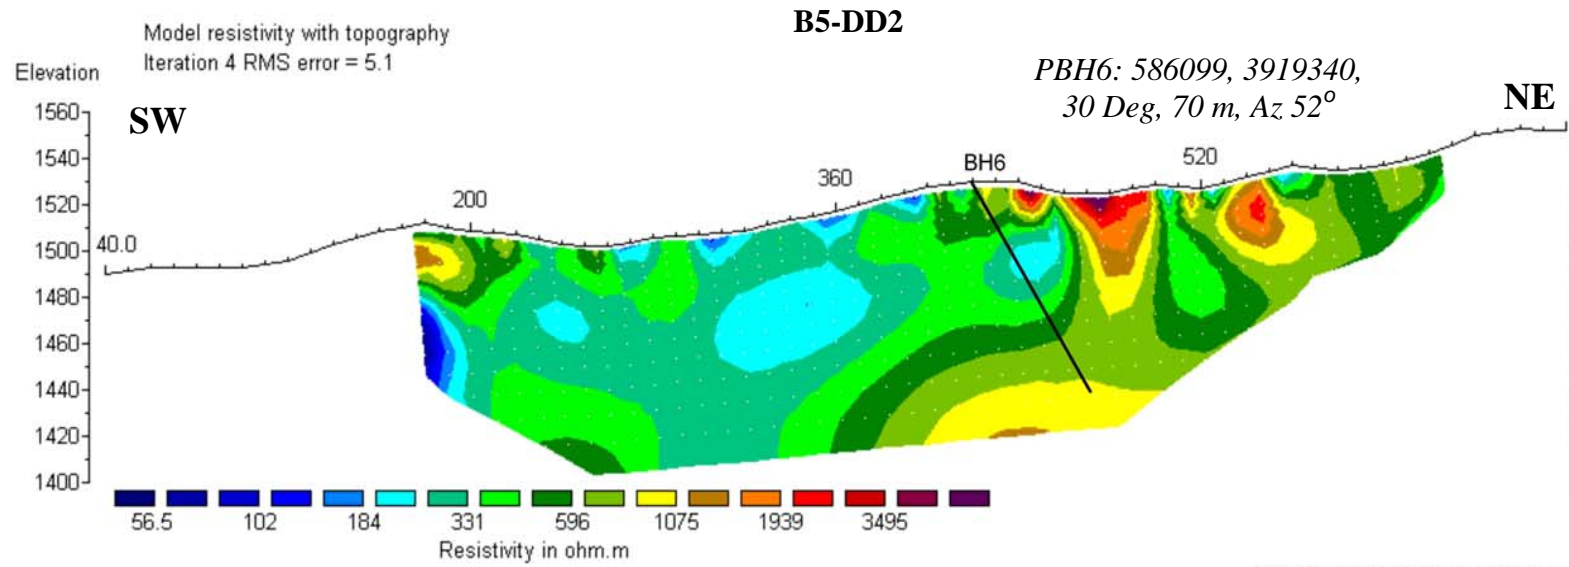 B5-DD2
Model resistivity with topography
Iteration 4 RMS error = 5.1
Elevation
PBH6: 586099, 3919340,
30 Deg, 70 m, Az 52º
SW
NE
1560
1540
1520
1500
1480
1460
1440
1420
1400
40.0
200
360
BH6
520
56.5 102 184 331 596 1075 1939 3495
Resistivity in ohm.m